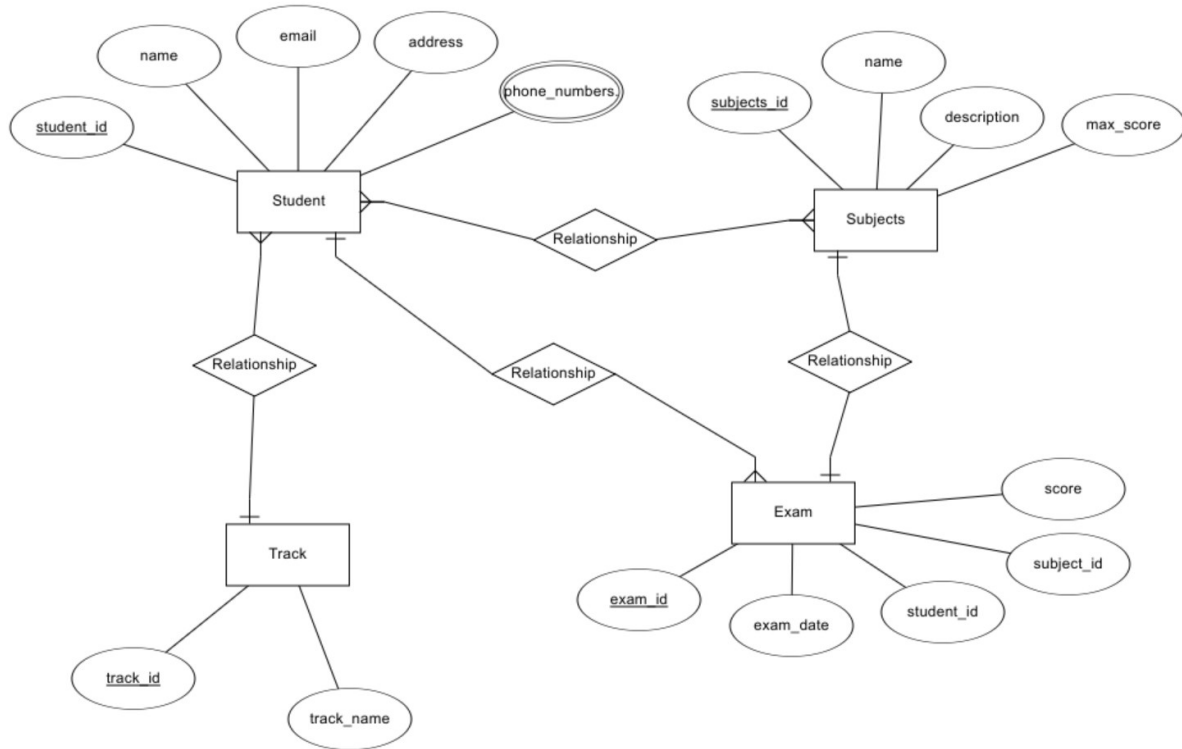 email
address
name
name
phone_numbers.
subjects_id
description
max_score
student_id
Student
Subjects
Relationship
Relationship
Relationship
Relationship
score
Exam
Track
subject_id
exam_id
student_id
exam_date
track_id
track_name